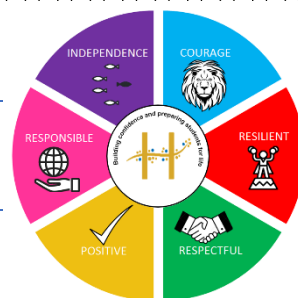 INDEPENDENCE
COURAGE
RESPONSIBLE
RESILIENT
POSITIVE
RESPECTFUL
Building confidence and preparing students for life
H